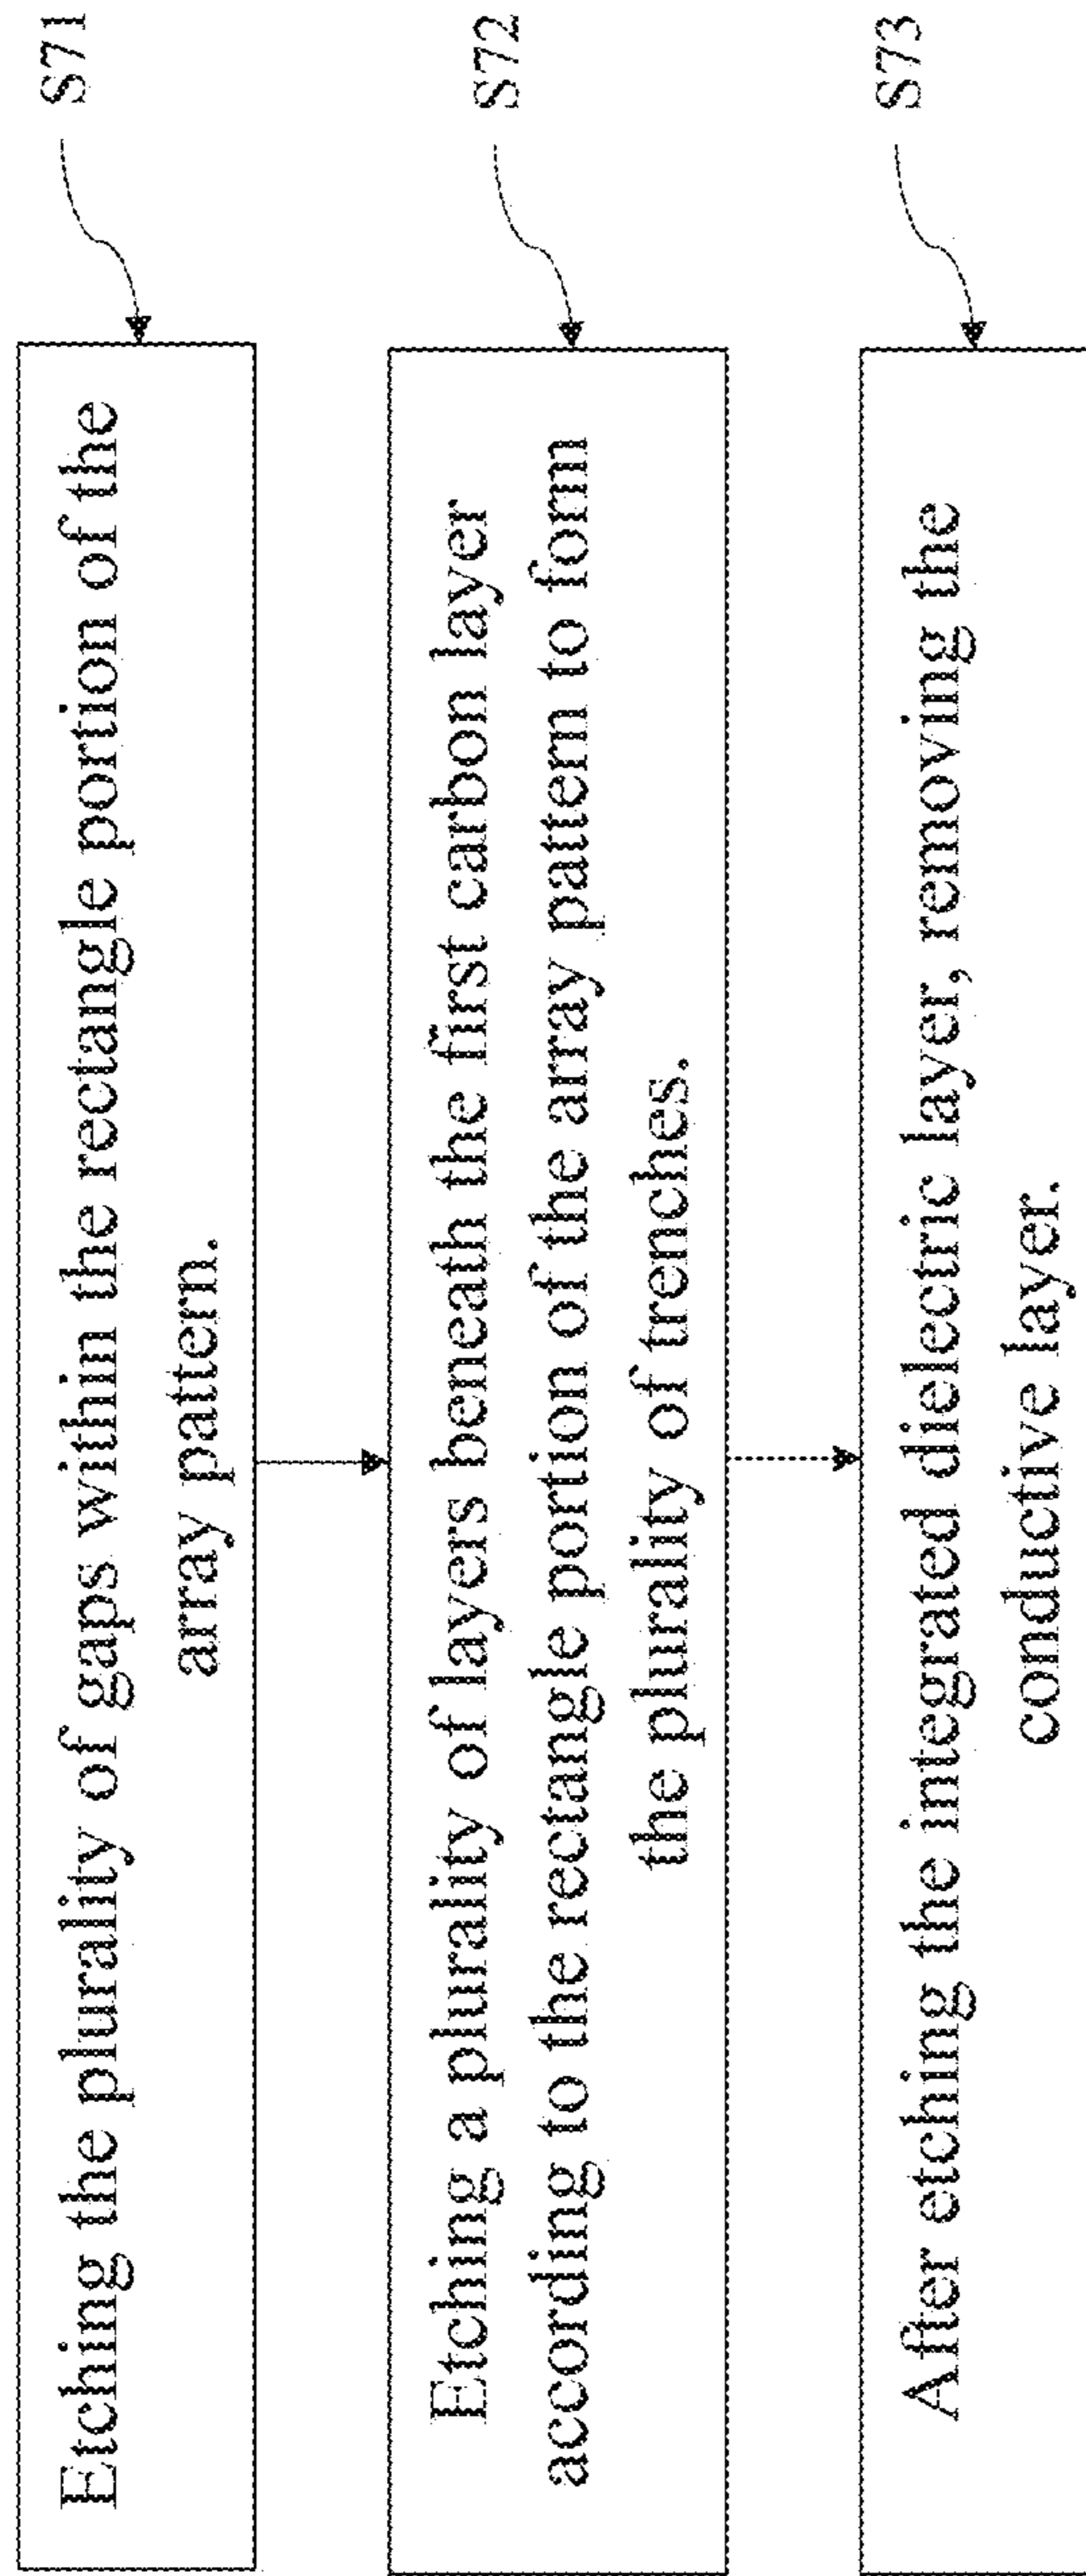 Etching the plurality of gaps within the rectangle portion of the
array pattern.
S71
Etching a plurality of layers beneath the first carbon layer
according to the rectangle portion of the array pattern to form
the plurality of trenches.
S72
After etching the integrated dielectric layer, removing the
conductive layer.
S73